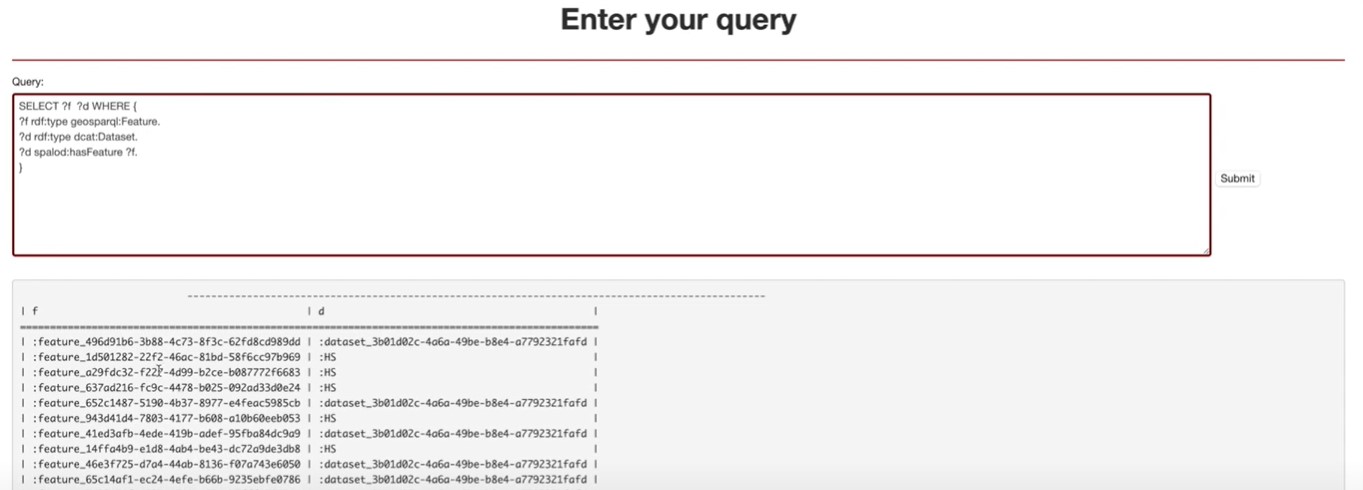 Enter your query
Query:
SELECT ?f ?d WHERE {
?f rdf:type geosparql:Feature.
?d rdf:type dcat:Dataset.
?d spalod:hasFeature ?f.
}
Submit
| f | d |
| :feature_496d91b6-3b88-4c73-8f3c-62fd8cd989dd | :dataset_3b01d02c-4a6a-49be-b8e4-a7792321fafd |
| :feature_1d501282-22f2-46ac-81bd-58f6cc97b969 | :HS |
| :feature_a29fdc32-f22f-4d99-b2ce-b087772f6683 | :HS |
| :feature_637ad216-fc9c-4478-b025-092ad33d0e24 | :HS |
| :feature_652c1487-5190-4b37-8977-e4feac5985cb | :dataset_3b01d02c-4a6a-49be-b8e4-a7792321fafd |
| :feature_943d41d4-7803-4177-b608-a10b60eeb053 | :HS |
| :feature_41ed3afb-4ede-419b-adef-95fba84dc9a9 | :dataset_3b01d02c-4a6a-49be-b8e4-a7792321fafd |
| :feature_14ffa4b9-e1d8-4ab4-be43-dc72a9de3db8 | :HS |
| :feature_46e3f725-d7a4-44ab-8136-f07a743e6050 | :dataset_3b01d02c-4a6a-49be-b8e4-a7792321fafd |
| :feature_65c14af1-ec24-4efe-b66b-9235ebfe0786 | :dataset_3b01d02c-4a6a-49be-b8e4-a7792321fafd |